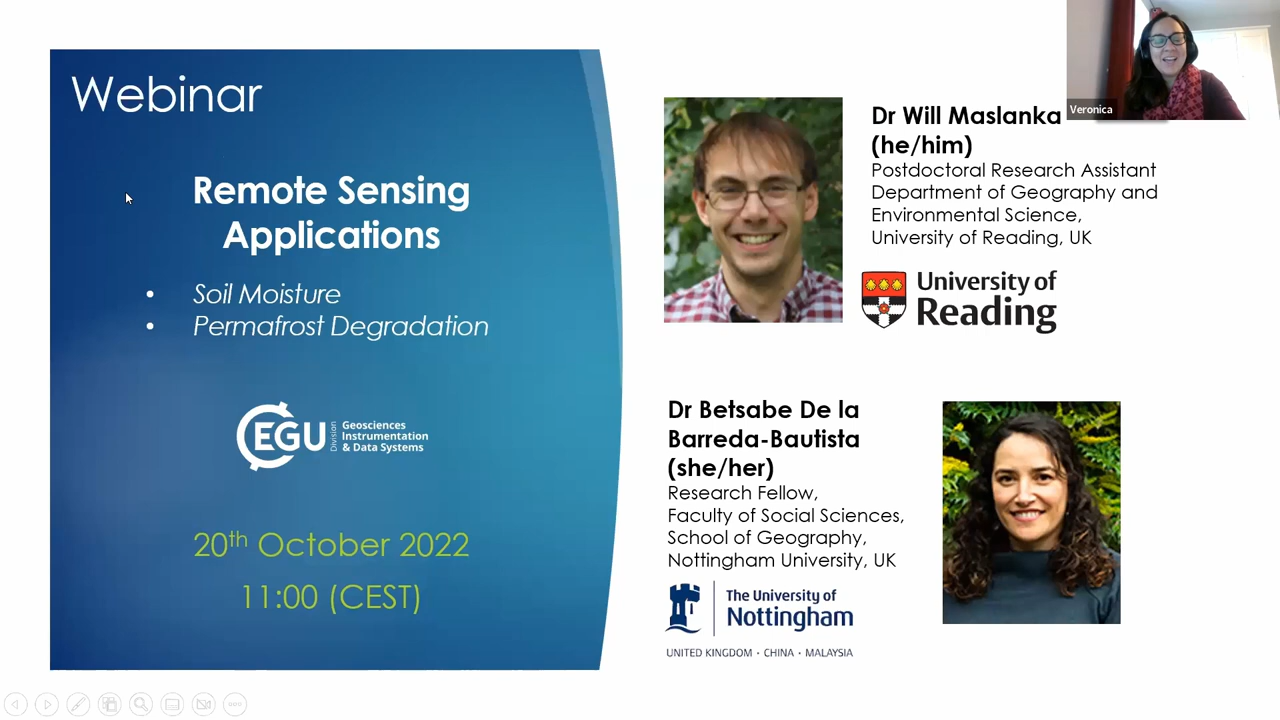 Webinar
Remote Sensing
Applications
• Soil Moisture
• Permafrost Degradation
EGU
Division
Geosciences
Instrumentation
& Data Systems
20th October 2022
11:00 (CEST)
Dr Will Maslanka
(he/him)
Postdoctoral Research Assistant
Department of Geography and
Environmental Science,
University of Reading, UK
University of
Reading
Dr Betsabe De la
Barreda-Bautista
(she/her)
Research Fellow,
Faculty of Social Sciences,
School of Geography,
Nottingham University, UK
The University of
Nottingham
UNITED KINGDOM · CHINA · MALAYSIA
Veronica